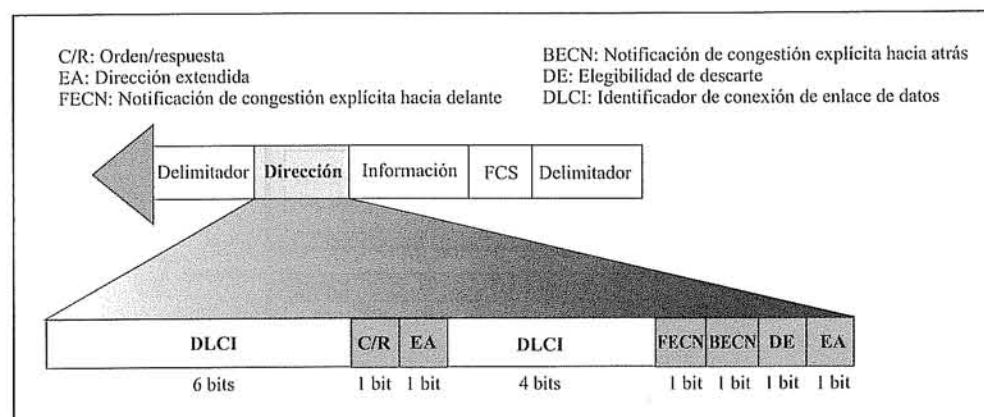 C/R: Orden/respuesta
EA: Dirección extendida
FECN: Notificación de congestión explícita hacia delante
BECN: Notificación de congestión explícita hacia atrás
DE: Elegibilidad de descarte
DLCI: Identificador de conexión de enlace de datos
Delimitador Dirección Información FCS Delimitador
DLCI C/R EA DLCI FECN BECN DE EA
6 bits 1 bit 1 bit 4 bits 1 bit 1 bit 1 bit 1 bit